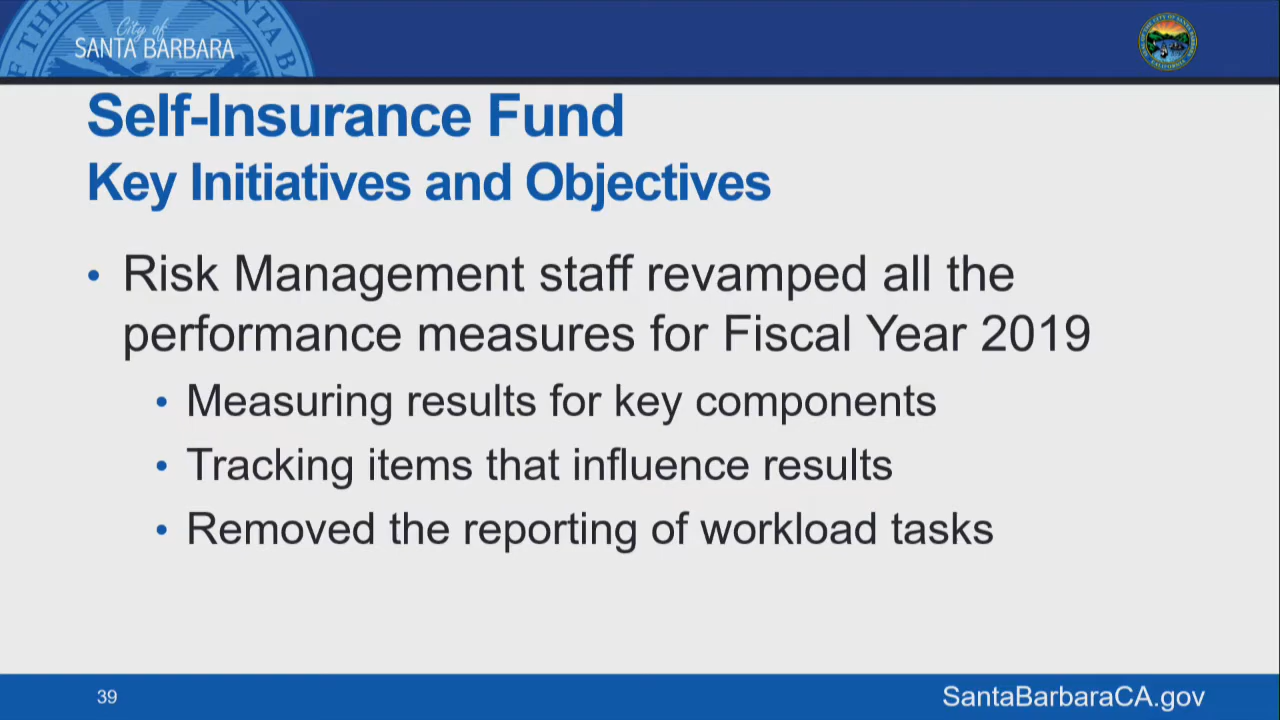 City of
SANTA BARBARA
Self-Insurance Fund
Key Initiatives and Objectives
• Risk Management staff revamped all the
performance measures for Fiscal Year 2019
• Measuring results for key components
• Tracking items that influence results
• Removed the reporting of workload tasks
39
SantaBarbaraCA.gov